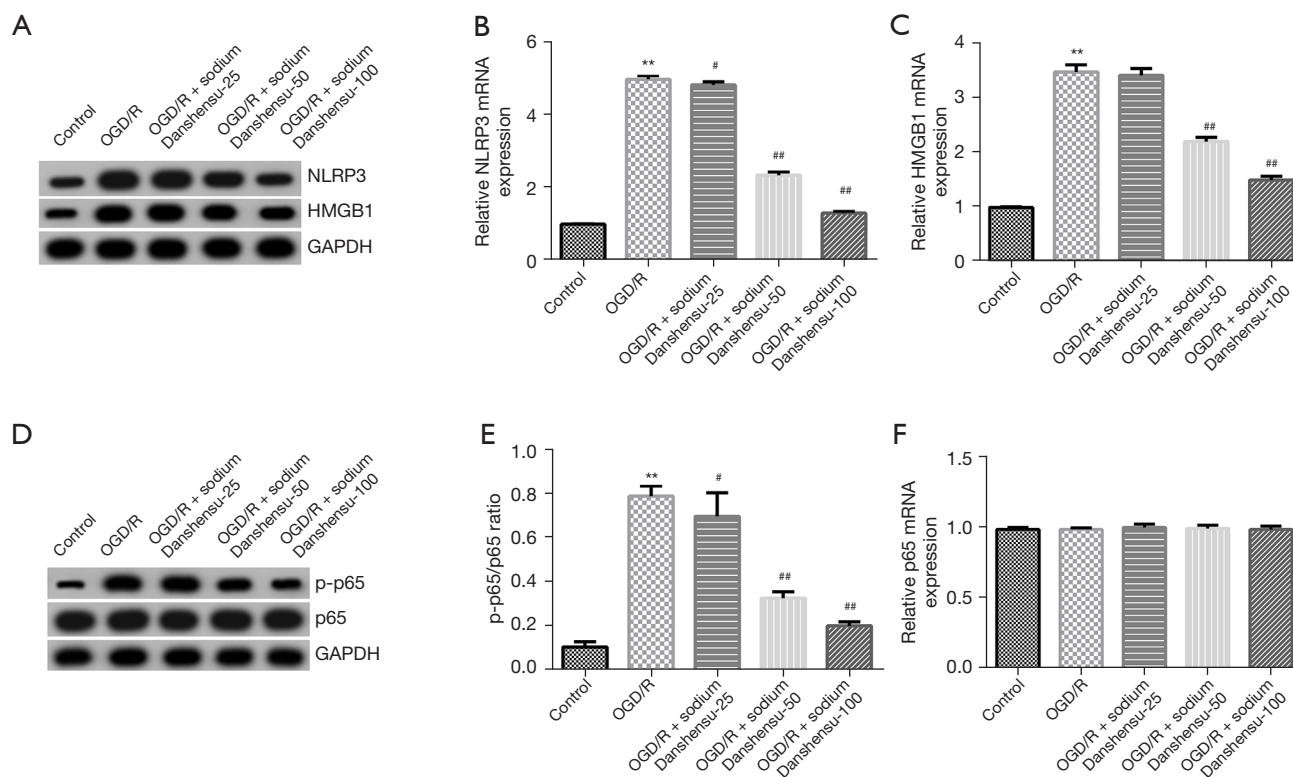 A
Control
OGD/R
OGD/R + sodium
Danshensu-25
OGD/R + sodium
Danshensu-50
OGD/R + sodium
Danshensu-100
NLRP3
HMGB1
GAPDH
B
Relative NLRP3 mRNA
expression
6
4
2
0
**
#
##
##
Control
OGD/R
OGD/R + sodium
Danshensu-25
OGD/R + sodium
Danshensu-50
OGD/R + sodium
Danshensu-100
C
Relative HMGB1 mRNA
expression
4
3
2
1
0
**
##
##
Control
OGD/R
OGD/R + sodium
Danshensu-25
OGD/R + sodium
Danshensu-50
OGD/R + sodium
Danshensu-100
D
Control
OGD/R
OGD/R + sodium
Danshensu-25
OGD/R + sodium
Danshensu-50
OGD/R + sodium
Danshensu-100
p-p65
p65
GAPDH
E
p-p65/p65 ratio
1.0
0.8
0.6
0.4
0.2
0.0
**
#
##
##
Control
OGD/R
OGD/R + sodium
Danshensu-25
OGD/R + sodium
Danshensu-50
OGD/R + sodium
Danshensu-100
F
Relative p65 mRNA
expression
1.5
1.0
0.5
0.0
Control
OGD/R
OGD/R + sodium
Danshensu-25
OGD/R + sodium
Danshensu-50
OGD/R + sodium
Danshensu-100